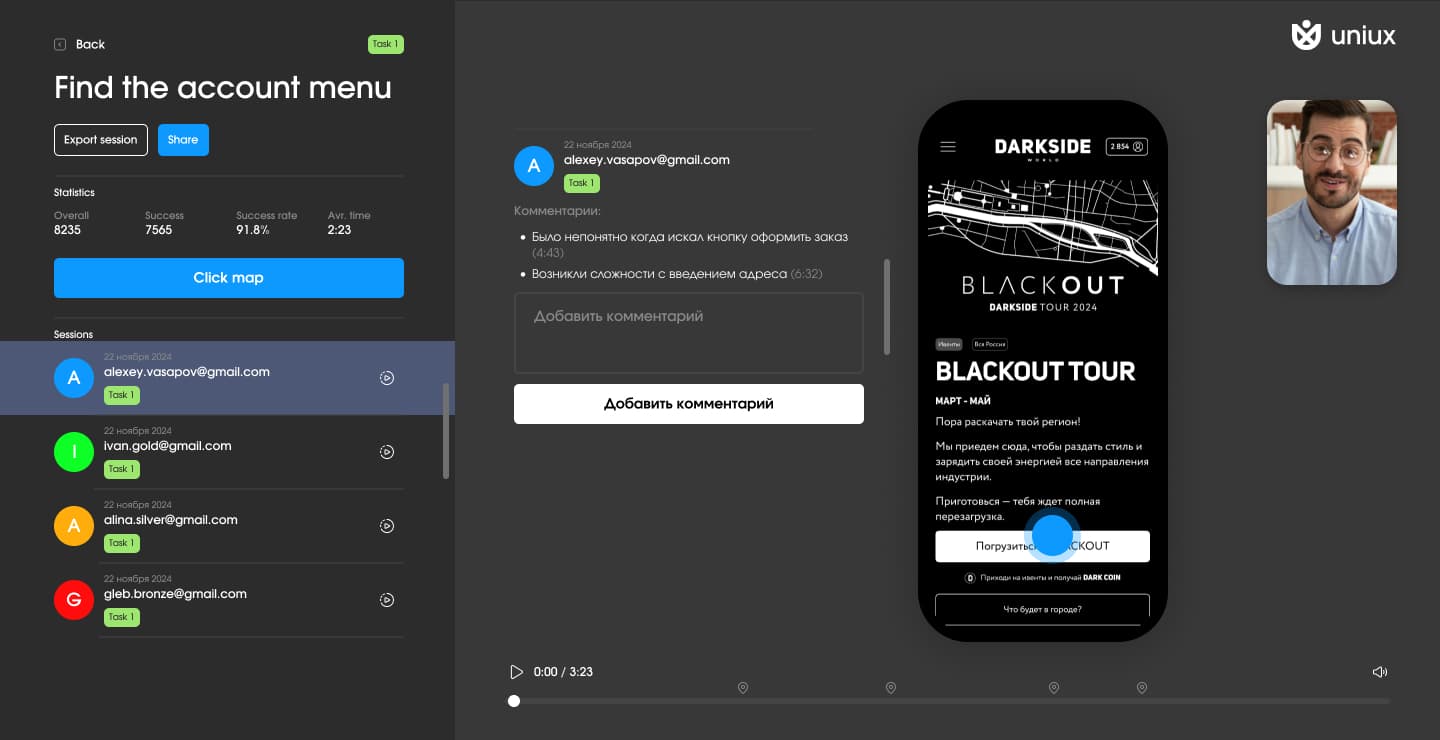 Back
Task 1
Find the account menu
Export session
Share
Statistics
Overall
Success
Success rate
Avr. time
8235
7565
91.8%
2:23
Click map
Sessions
22 ноября 2024
A
alexey.vasapov@gmail.com
Task 1
22 ноября 2024
I
ivan.gold@gmail.com
Task 1
22 ноября 2024
A
alina.silver@gmail.com
Task 1
22 ноября 2024
G
gleb.bronze@gmail.com
Task 1
uniux
22 ноября 2024
A
alexey.vasapov@gmail.com
Task 1
Комментарии:
Было непонятно когда искал кнопку оформить заказ
(4:43)
Возникли сложности с введением адреса (6:32)
Добавить комментарий
Добавить комментарий
DARKSIDE
WORLD
2 854
BLACKOUT
DARKSIDE TOUR 2024
Ивенты
Вся Россия
BLACKOUT TOUR
МАРТ - МАЙ
Пора раскачать твой регион!
Мы приедем сюда, чтобы раздать стиль и
зарядить своей энергией все направления
индустрии.
Приготовься — тебя ждет полная
перезагрузка.
Погрузиться CKOUT
Приходи на ивенты и получай DARK COIN
Что будет в городе?
0:00 / 3:23